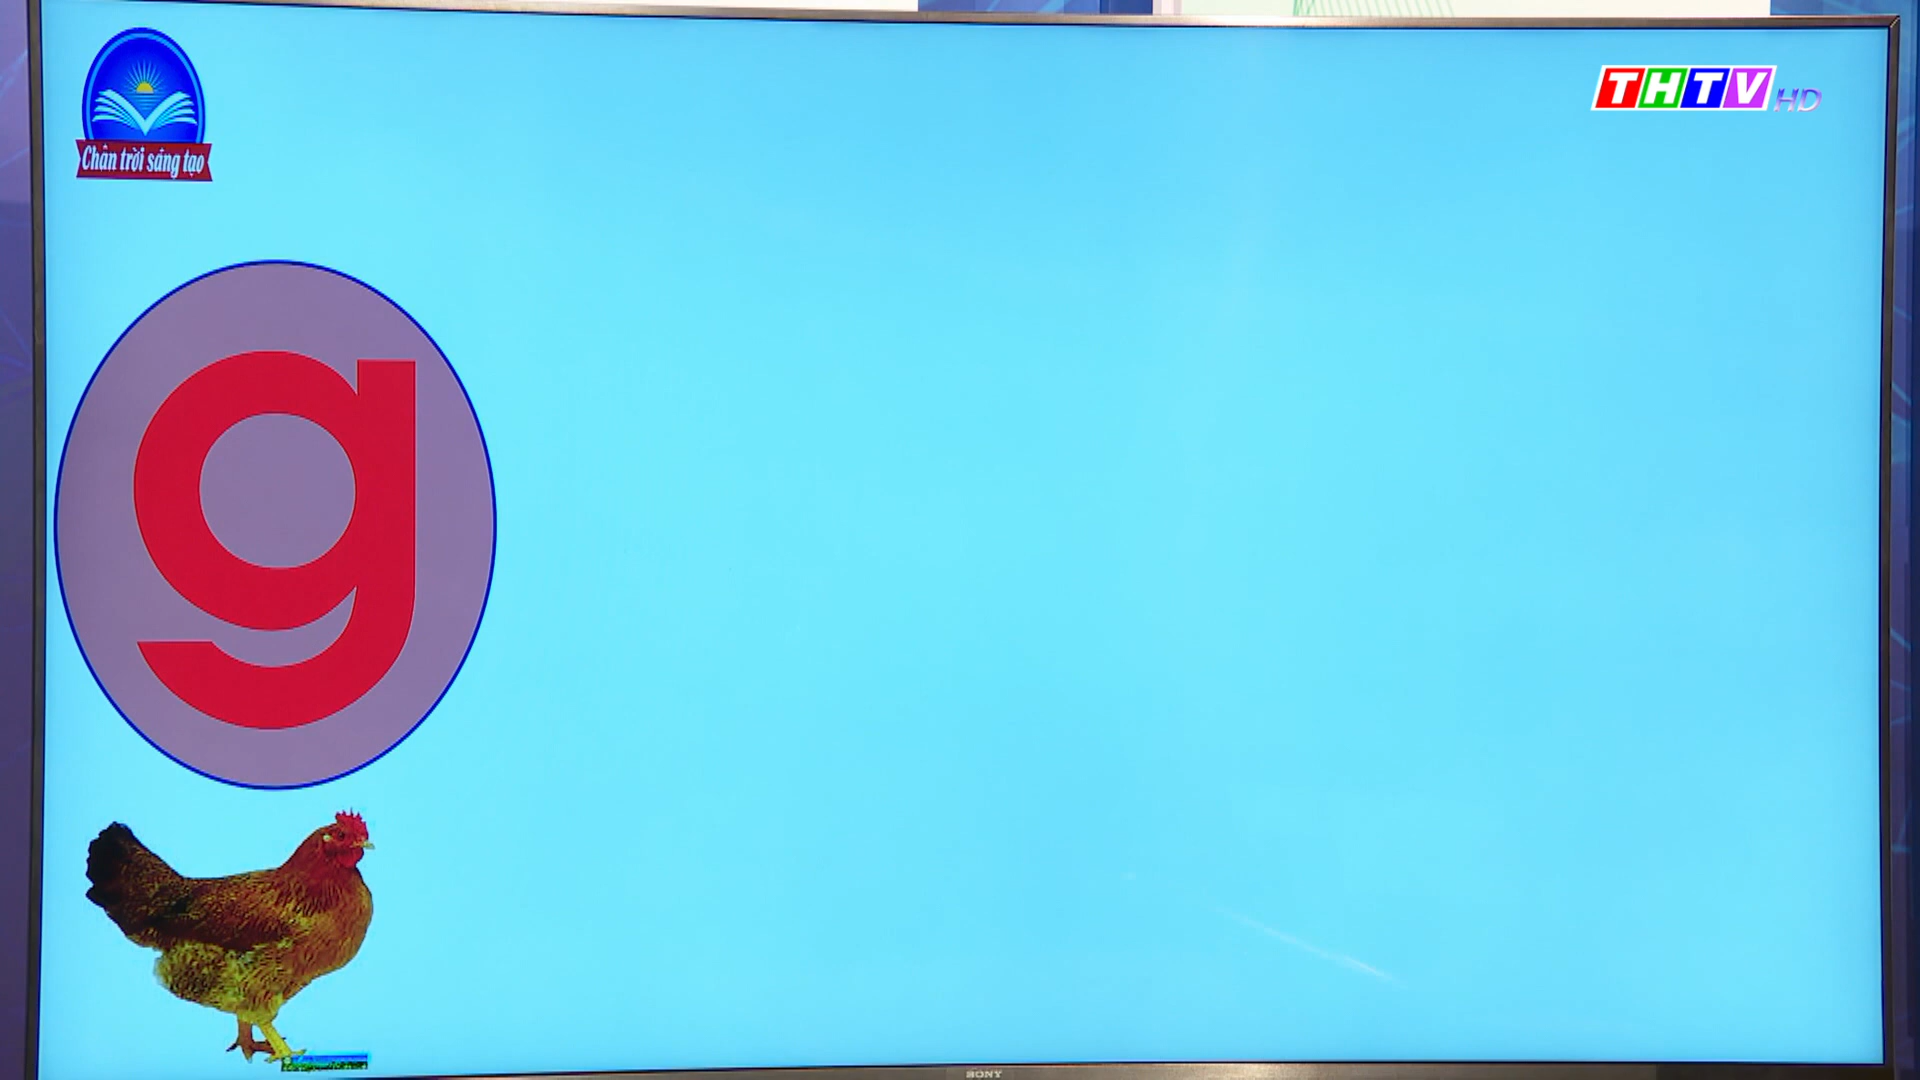 Chân trời sáng tạo
THTV HD
g
SONY